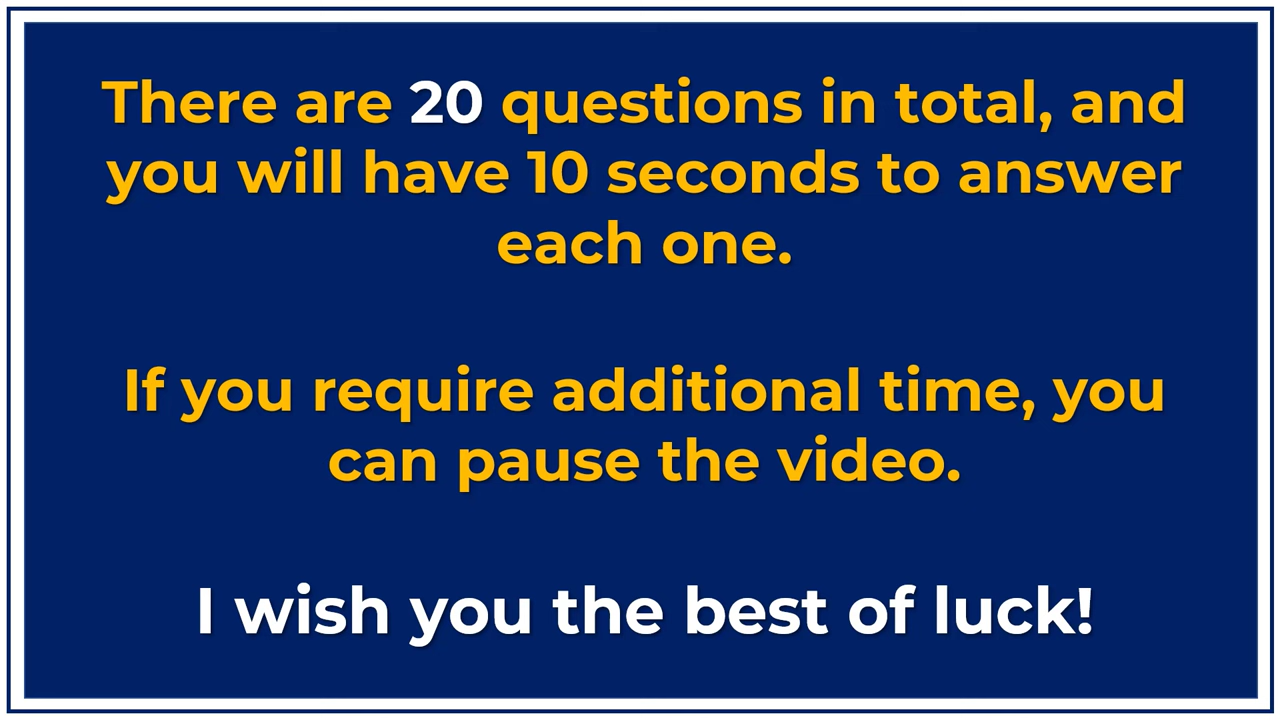 There are 20 questions in total, and
you will have 10 seconds to answer
each one.
If you require additional time, you
can pause the video.
I wish you the best of luck!